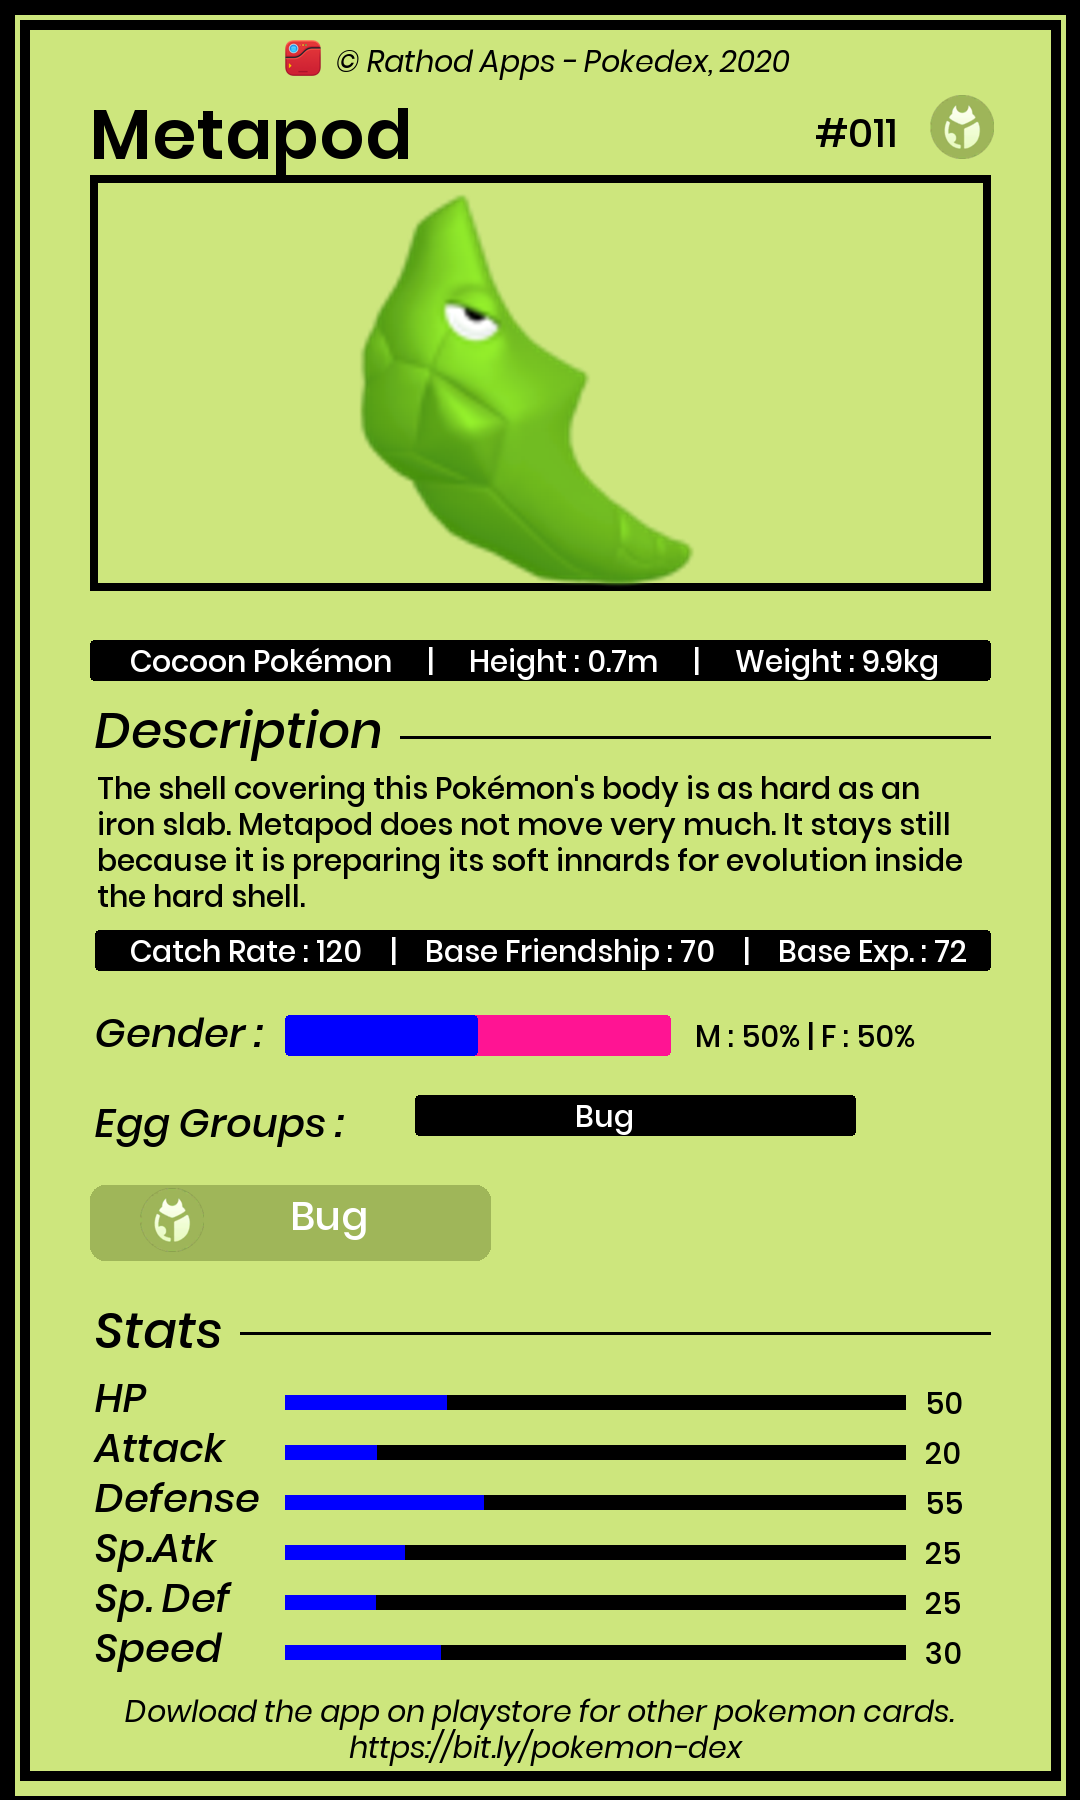 © Rathod Apps - Pokedex, 2020
Metapod
#011
Cocoon Pokémon | Height : 0.7m | Weight : 9.9kg
Description
The shell covering this Pokémon's body is as hard as an
iron slab. Metapod does not move very much. It stays still
because it is preparing its soft innards for evolution inside
the hard shell.
Catch Rate : 120 | Base Friendship : 70 | Base Exp. : 72
Gender : M : 50% | F : 50%
Egg Groups : Bug
Bug
Stats
HP 50
Attack 20
Defense 55
Sp.Atk 25
Sp. Def 25
Speed 30
Dowload the app on playstore for other pokemon cards.
https://bit.ly/pokemon-dex